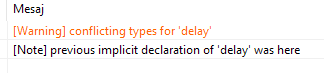 Mesaj
[Warning] conflicting types for 'delay'
[Note] previous implicit declaration of 'delay' was here